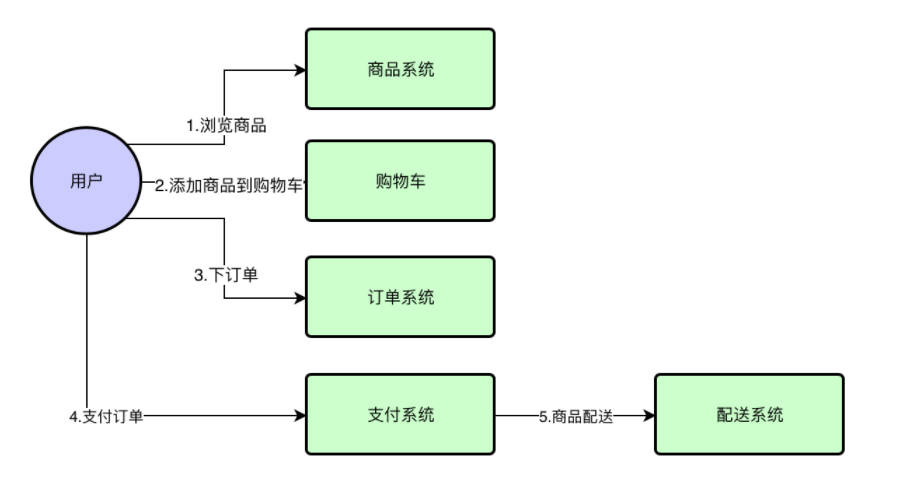 商品系统
1.浏览商品
用户
2.添加商品到购物车
购物车
3.下订单
订单系统
4.支付订单
支付系统
5.商品配送
配送系统